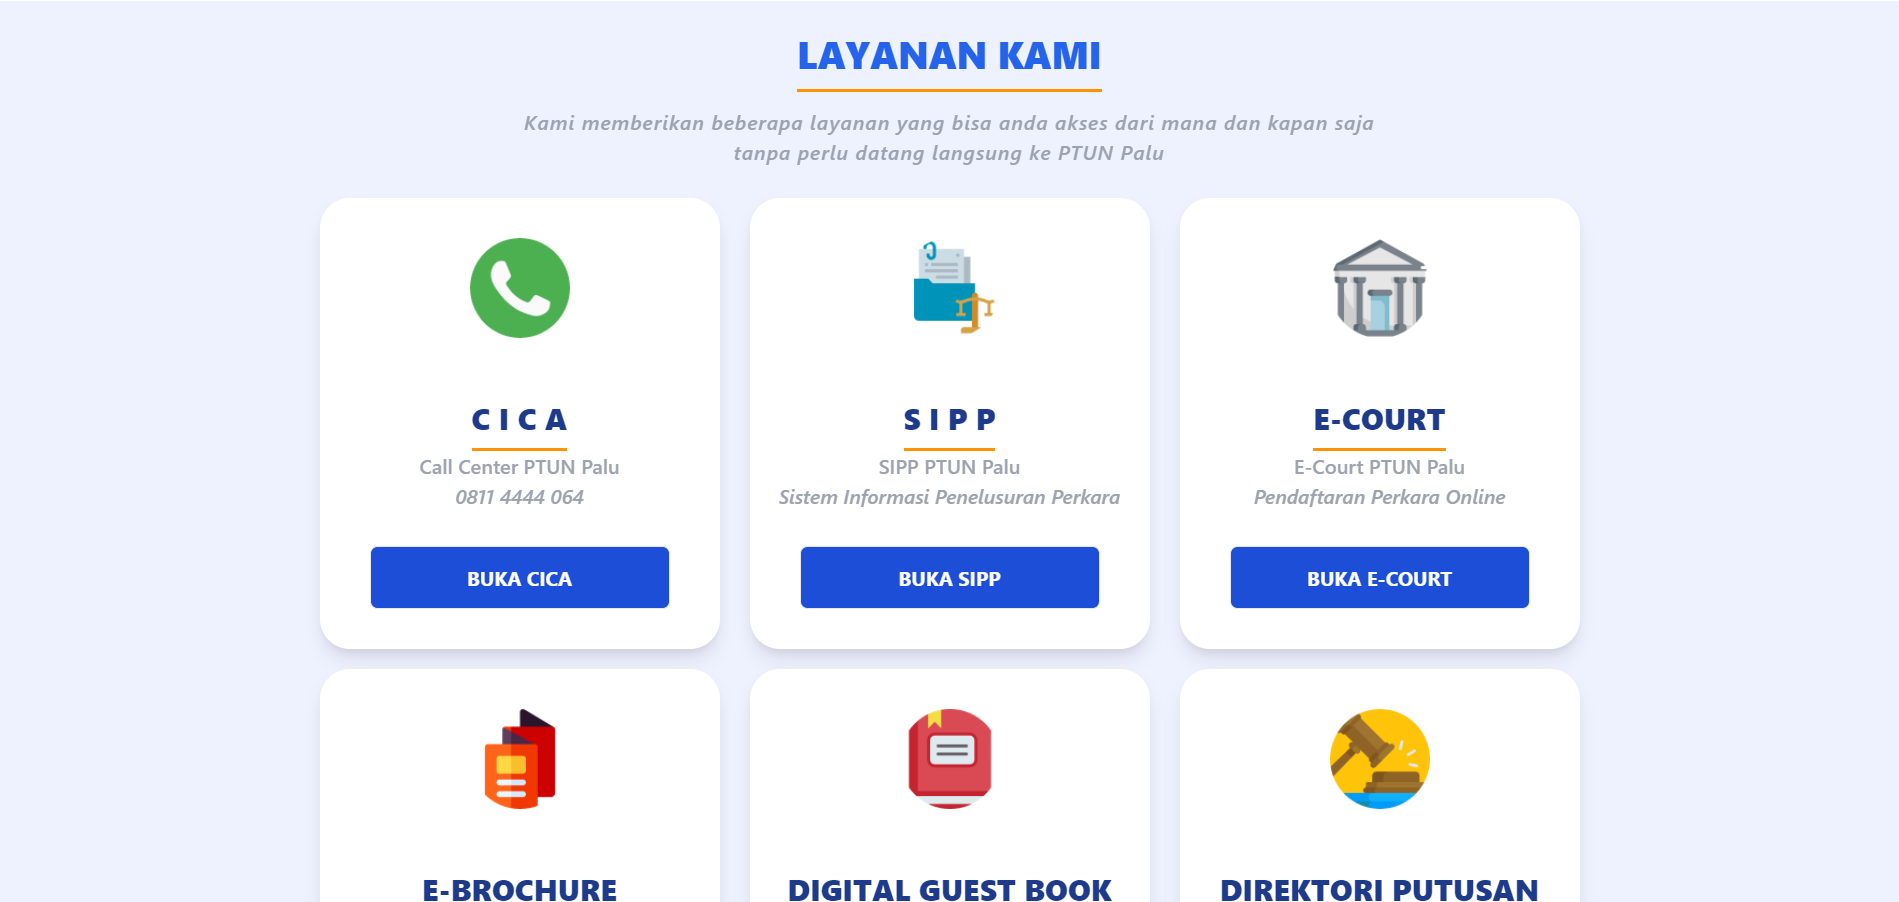 LAYANAN KAMI
Kami memberikan beberapa layanan yang bisa anda akses dari mana dan kapan saja
tanpa perlu datang langsung ke PTUN Palu
C I C A
Call Center PTUN Palu
0811 4444 064
BUKA CICA
S I P P
SIPP PTUN Palu
Sistem Informasi Penelusuran Perkara
BUKA SIPP
E-COURT
E-Court PTUN Palu
Pendaftaran Perkara Online
BUKA E-COURT
E-BROCHURE
DIGITAL GUEST BOOK
DIREKTORI PUTUSAN